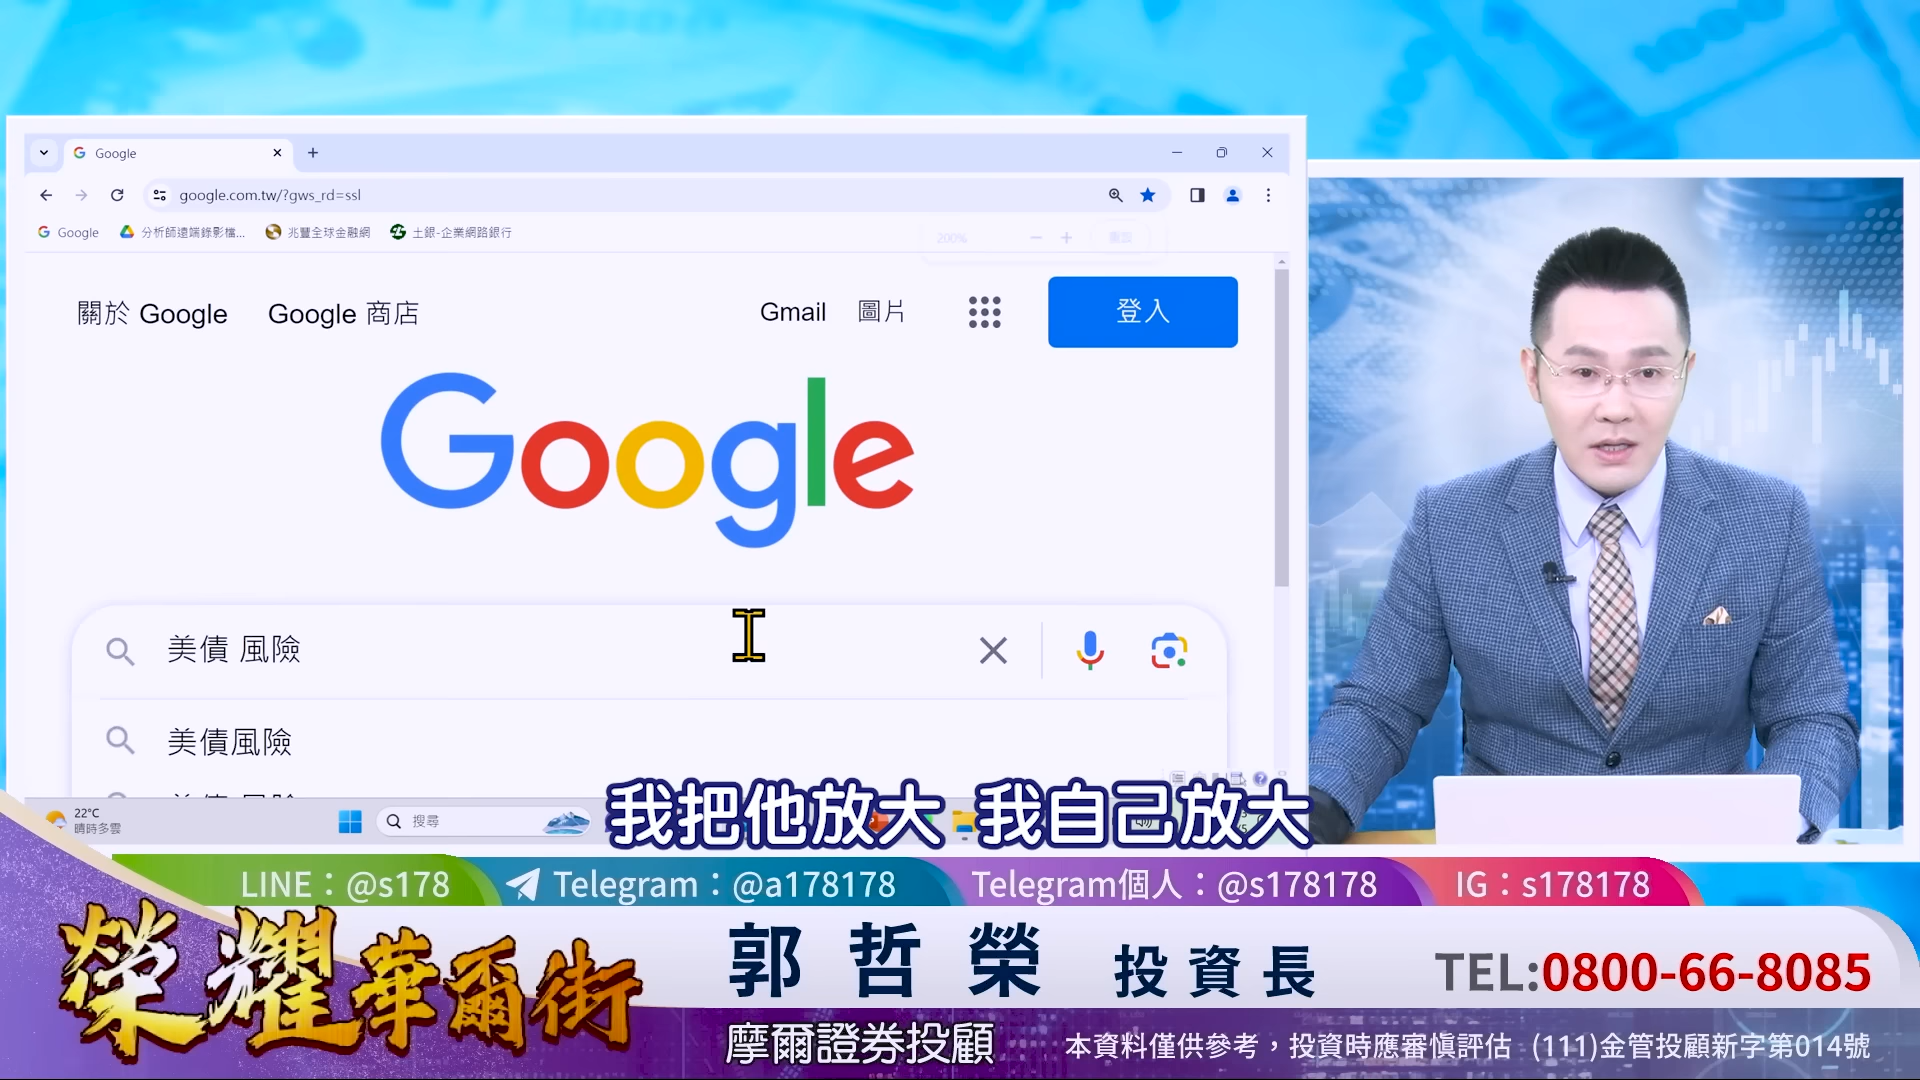 Google
google.com.tw/?gws_rd=ssl
Google
分析師遠端錄影檔...
兆豐全球金融網
土銀-企業網路銀行
200%
重設
關於 Google
Google 商店
Gmail
圖片
登入
Google
美債 風險
美債風險
22°C
晴時多雲
搜尋
我把他放大 我自己放大
LINE：@s178
Telegram：@a178178
Telegram個人：@s178178
IG：s178178
榮耀華爾街
郭哲榮 投資長
TEL:0800-66-8085
摩爾證券投顧
本資料僅供參考，投資時應審慎評估 (111)金管投顧新字第014號